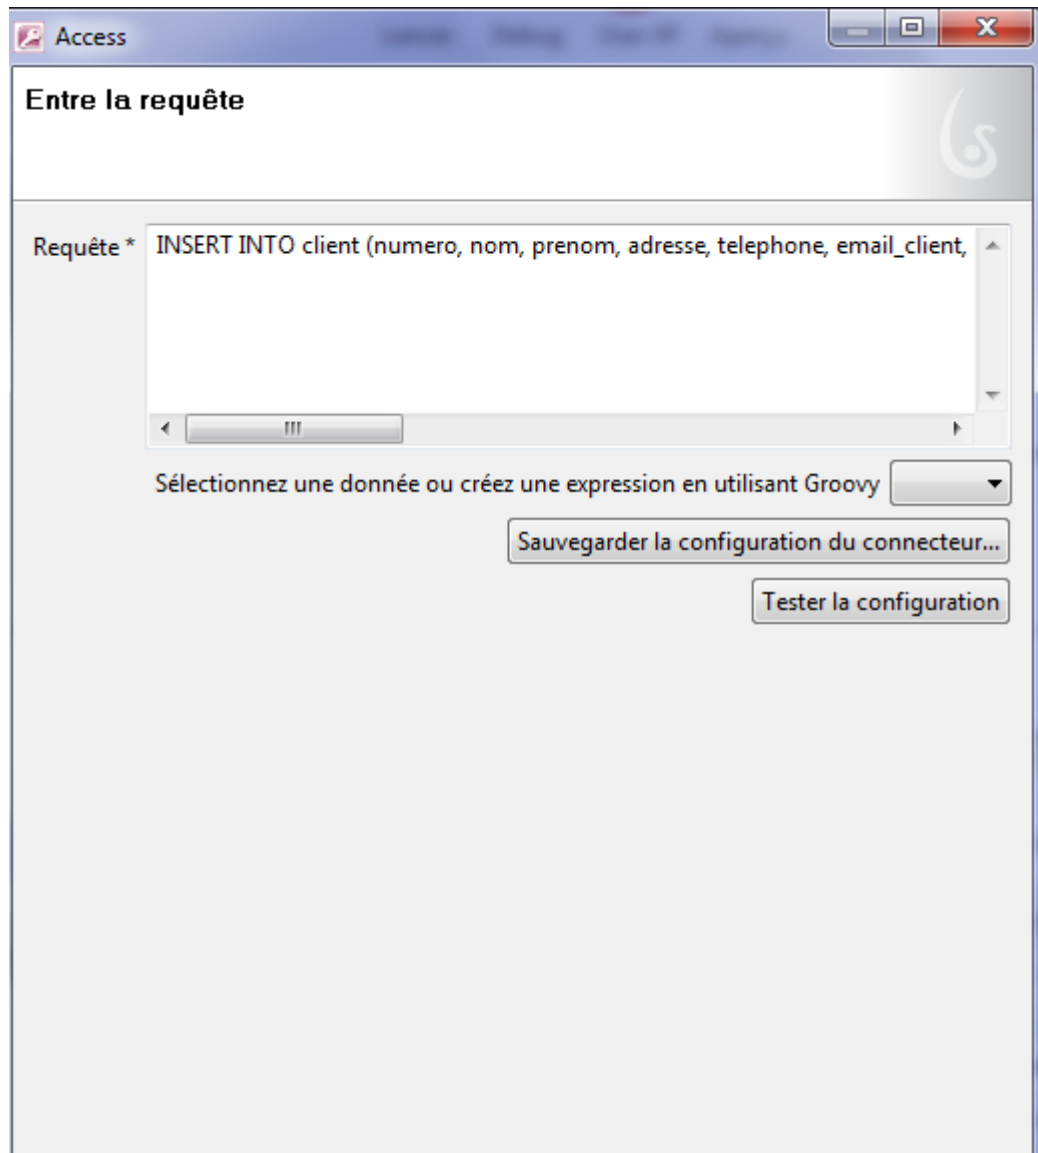 Access
Entre la requête
Requête *
INSERT INTO client (numero, nom, prenom, adresse, telephone, email_client,
Sélectionnez une donnée ou créez une expression en utilisant Groovy
Sauvegarder la configuration du connecteur...
Tester la configuration